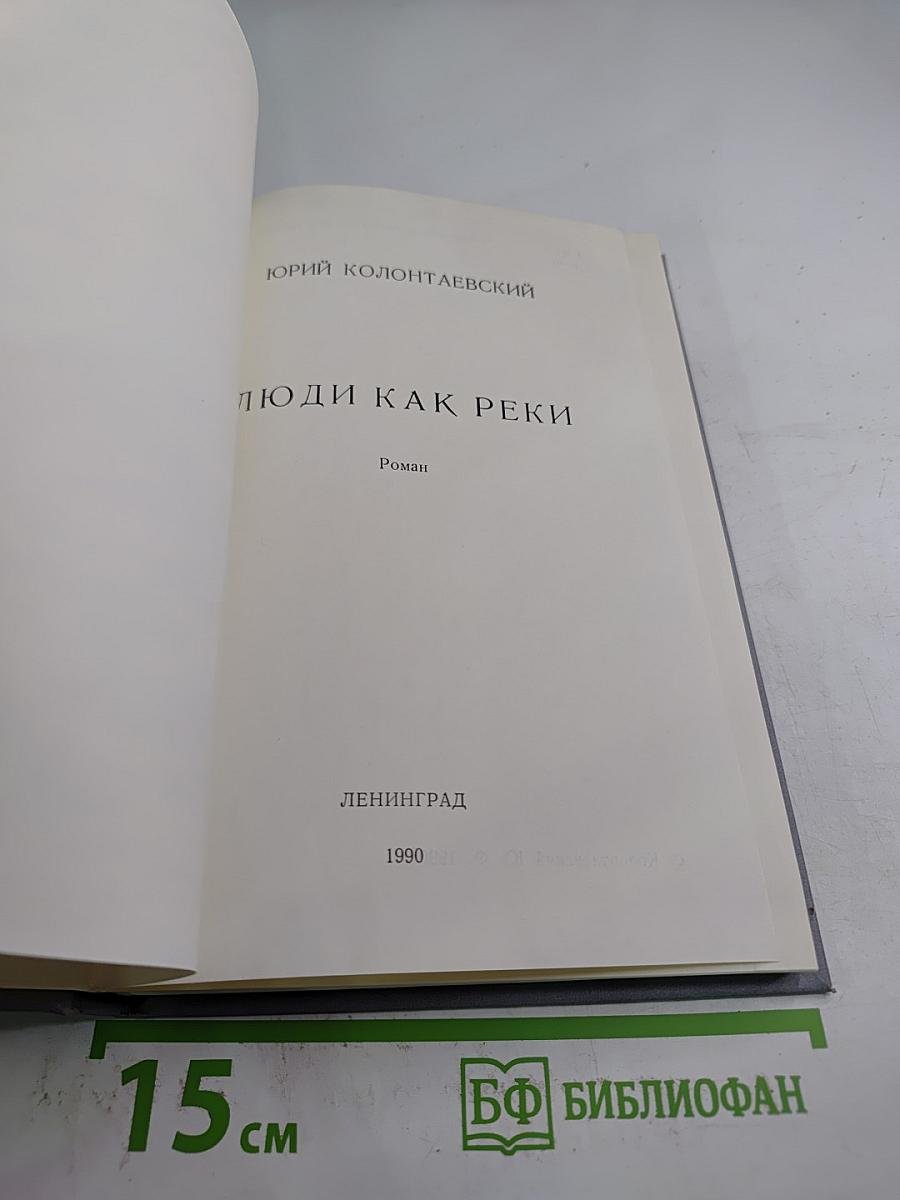 ЮРИЙ КОЛОНТАЕВСКИЙ
ЛЮДИ КАК РЕКИ
Роман
ЛЕНИНГРАД
1990
15 см
БФ БИБЛИОФАН